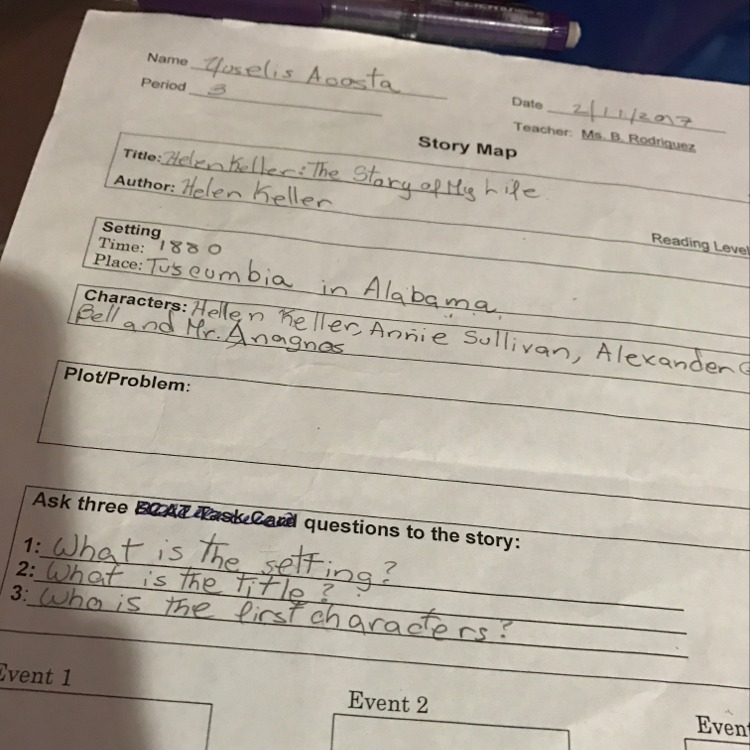 Name Yuselis Acosta
Period 3
Date 2/11/2017
Teacher: Ms. B. Rodriguez
Story Map
Title: Helen Keller: The Story of My Life
Author: Helen Keller
Reading Level
Setting
Time: 1880
Place: Tuscumbia in Alabama.
Characters: Hellen Keller, Annie Sullivan, Alexander G
Bell and Mr. Anagnos
Plot/Problem:
Ask three questions to the story:
1: What is the setting?
2: What is the Title?
3: Who is the first characters?
Event 1
Event 2
Event